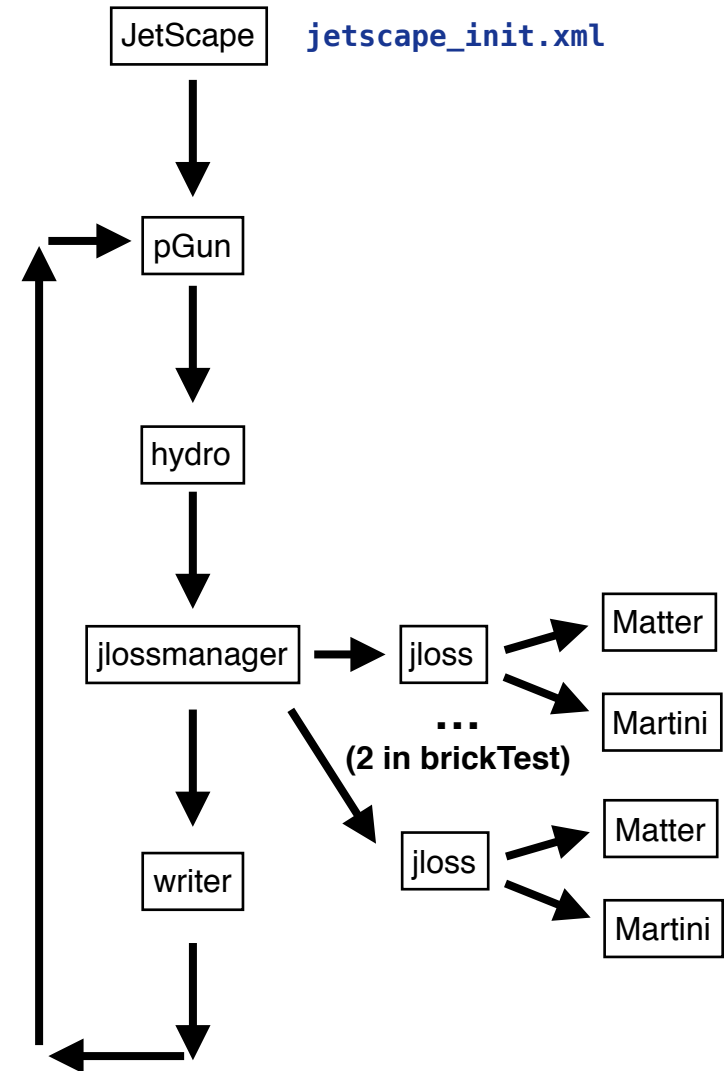 JetScape
jetscape_init.xml
pGun
hydro
jlossmanager
jloss
Matter
Martini
...
(2 in brickTest)
jloss
Matter
Martini
writer